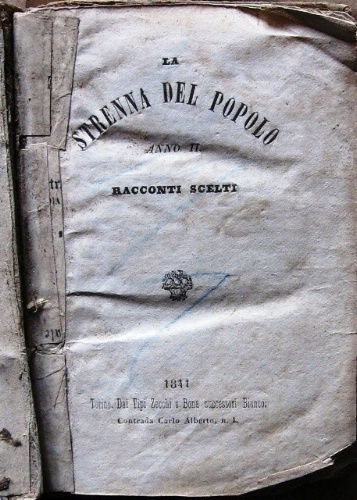 LA
STRENNA DEL POPOLO
ANNO II.
RACCONTI SCELTI
1841
Torino. Dai Tipi Zecchi e Bona successori Bianco.
Contrada Carlo Alberto, n. 1.